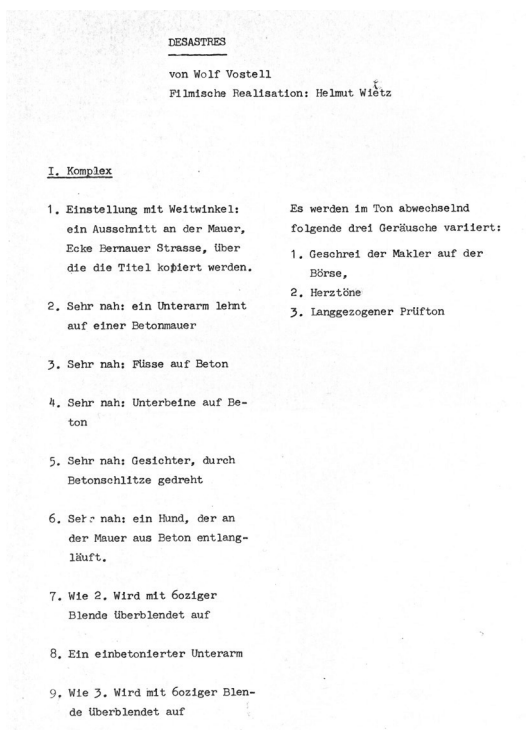 DESASTRES
von Wolf Vostell
Filmische Realisation: Helmut Wietz
I. Komplex
1. Einstellung mit Weitwinkel:
ein Ausschnitt an der Mauer,
Ecke Bernauer Strasse, über
die die Titel kopiert werden.
2. Sehr nah: ein Unterarm lehnt
auf einer Betonmauer
3. Sehr nah: Füsse auf Beton
4. Sehr nah: Unterbeine auf Be-
ton
5. Sehr nah: Gesichter, durch
Betonschlitze gedreht
6. Sehr nah: ein Hund, der an
der Mauer aus Beton entlang-
läuft.
7. Wie 2. Wird mit 6oziger
Blende überblendet auf
8. Ein einbetonierter Unterarm
9. Wie 3. Wird mit 6oziger Blen-
de überblendet auf
Es werden im Ton abwechselnd
folgende drei Geräusche variiert:
1. Geschrei der Makler auf der
Börse,
2. Herztöne
3. Langgezogener Prüfton